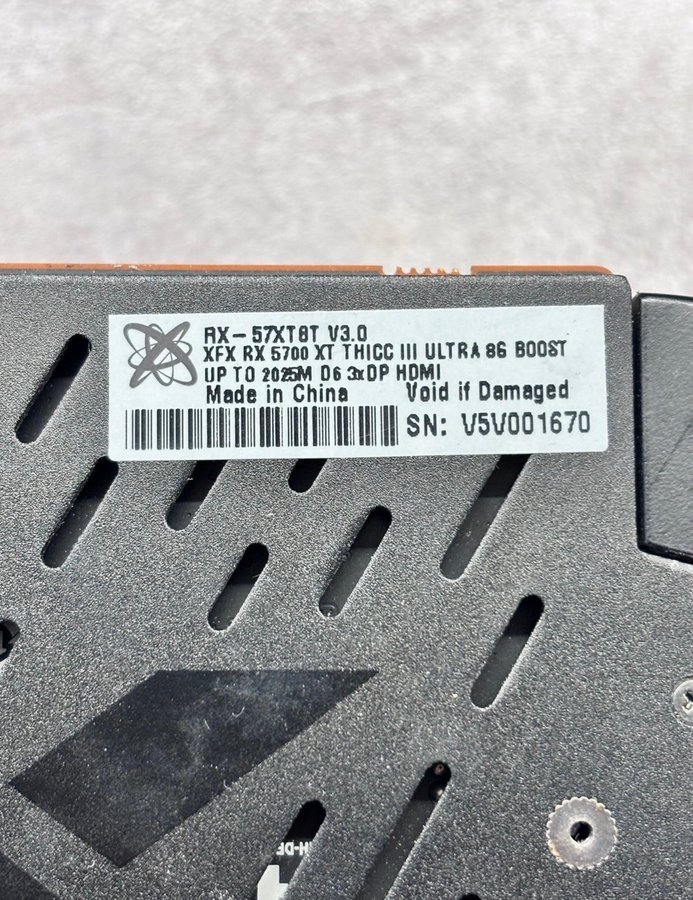 RX-57XT8T V3.0
XFX RX 5700 XT THICC III ULTRA 8G BOOST
UP TO 2025M D6 3xDP HDMI
Made in China Void if Damaged
SN: V5V001670